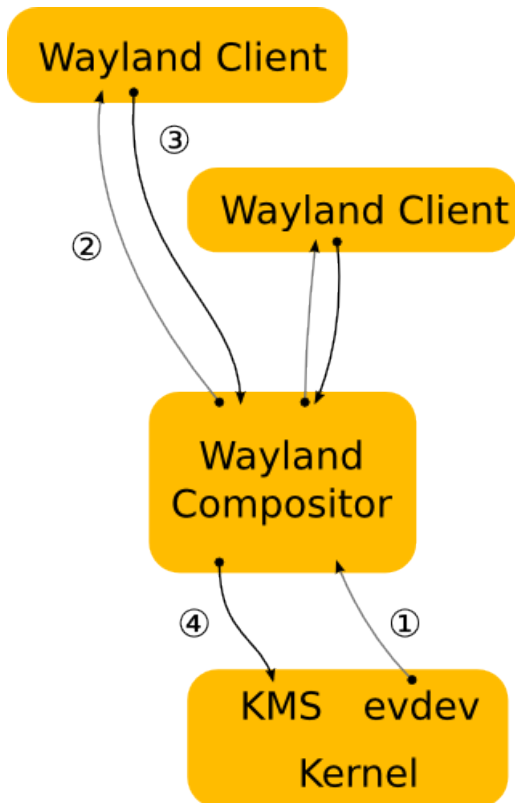 Wayland Client
③
Wayland Client
②
Wayland
Compositor
④
①
KMS evdev
Kernel